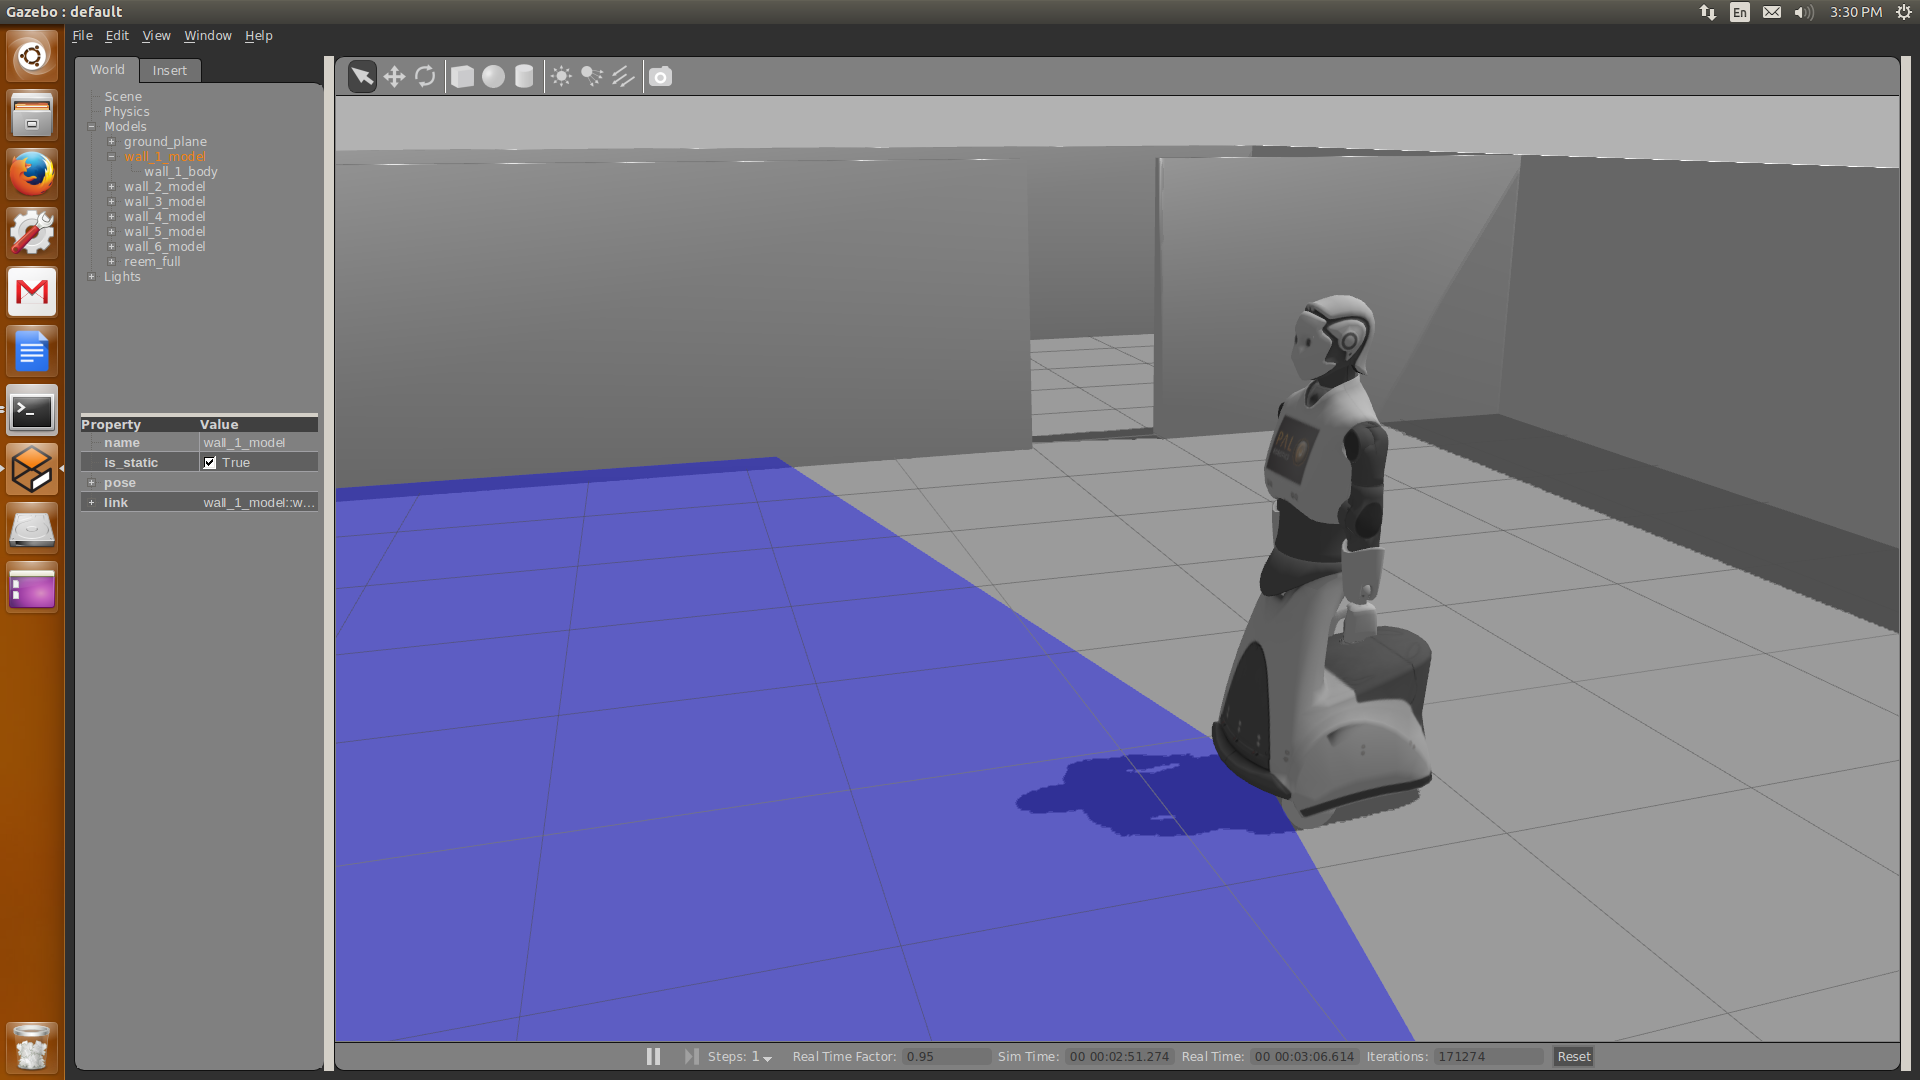 Gazebo : default
En
3:30 PM
File Edit View Window Help
World Insert
Scene
Physics
Models
ground_plane
wall_1_model
wall_1_body
wall_2_model
wall_3_model
wall_4_model
wall_5_model
wall_6_model
reem_full
Lights
Property Value
name wall_1_model
is_static True
pose
link wall_1_model::w...
PAL
Steps: 1 Real Time Factor: 0.95 Sim Time: 00 00:02:51.274 Real Time: 00 00:03:06.614 Iterations: 171274 Reset